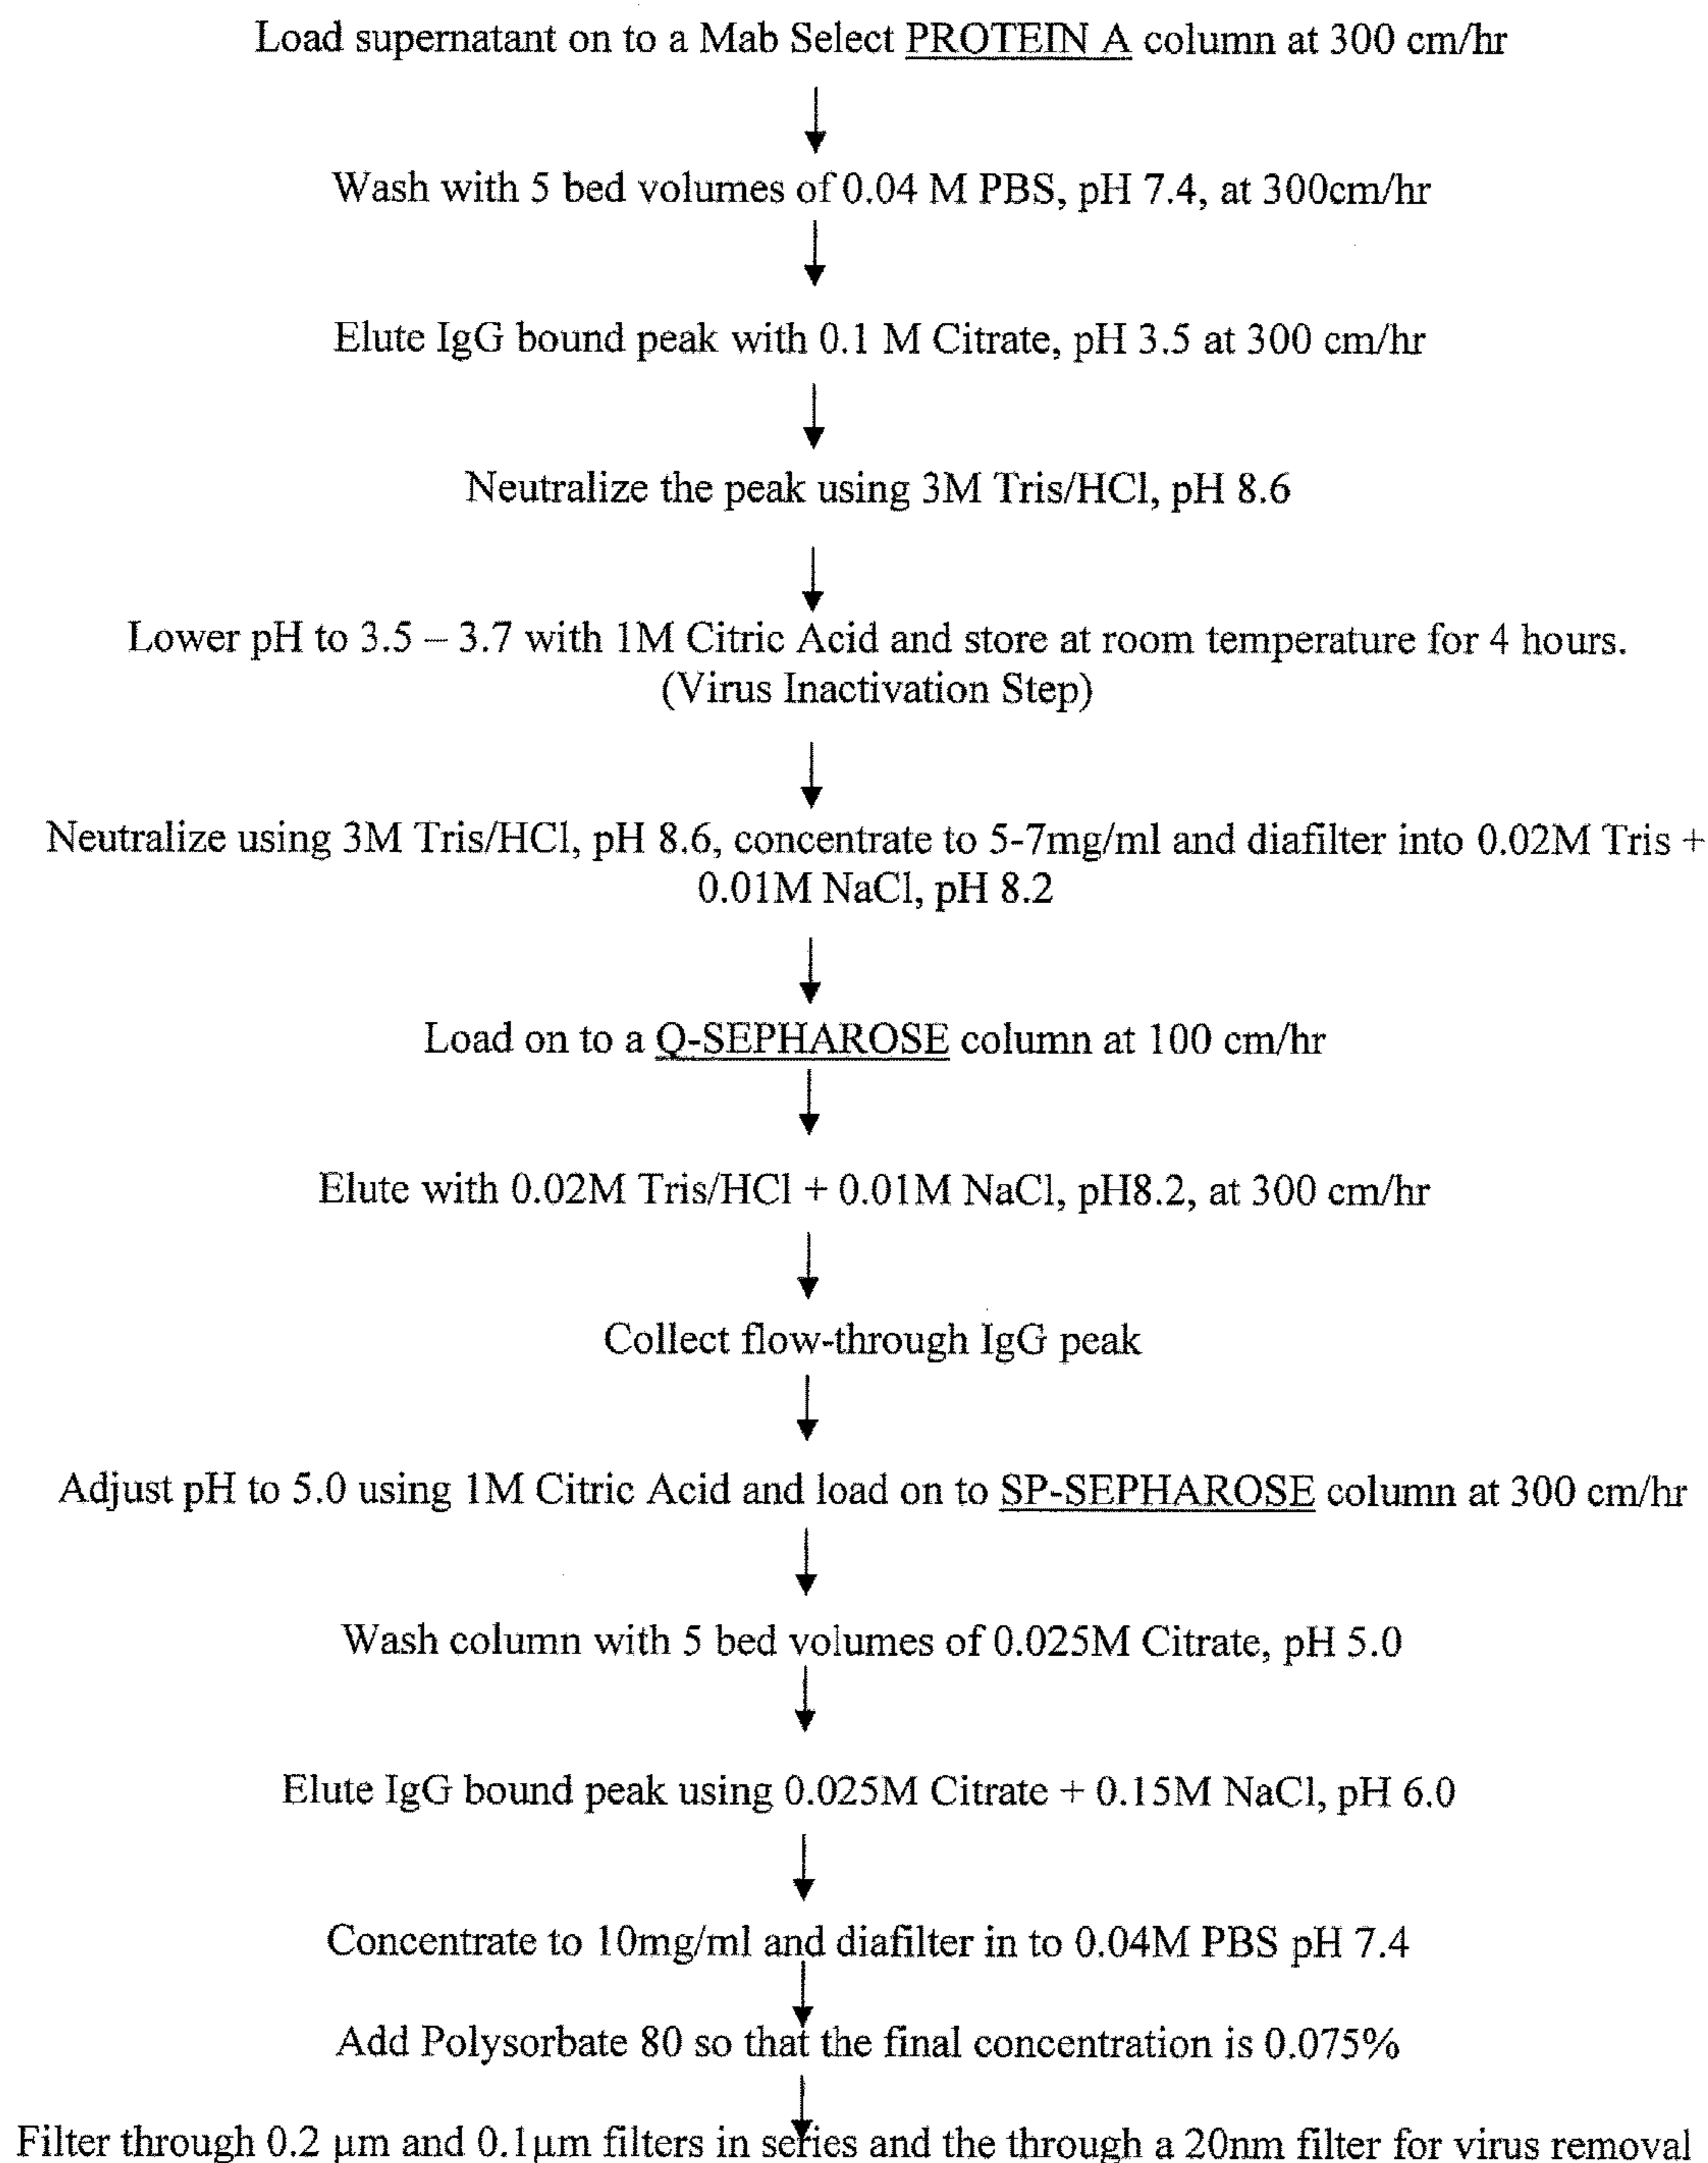 Load supernatant on to a Mab Select PROTEIN A column at 300 cm/hr
Wash with 5 bed volumes of 0.04 M PBS, pH 7.4, at 300cm/hr
Elute IgG bound peak with 0.1 M Citrate, pH 3.5 at 300 cm/hr
Neutralize the peak using 3M Tris/HCl, pH 8.6
Lower pH to 3.5 – 3.7 with 1M Citric Acid and store at room temperature for 4 hours.
(Virus Inactivation Step)
Neutralize using 3M Tris/HCl, pH 8.6, concentrate to 5-7mg/ml and diafilter into 0.02M Tris +
0.01M NaCl, pH 8.2
Load on to a Q-SEPHAROSE column at 100 cm/hr
Elute with 0.02M Tris/HCl + 0.01M NaCl, pH8.2, at 300 cm/hr
Collect flow-through IgG peak
Adjust pH to 5.0 using 1M Citric Acid and load on to SP-SEPHAROSE column at 300 cm/hr
Wash column with 5 bed volumes of 0.025M Citrate, pH 5.0
Elute IgG bound peak using 0.025M Citrate + 0.15M NaCl, pH 6.0
Concentrate to 10mg/ml and diafilter in to 0.04M PBS pH 7.4
Add Polysorbate 80 so that the final concentration is 0.075%
Filter through 0.2 μm and 0.1μm filters in series and the through a 20nm filter for virus removal